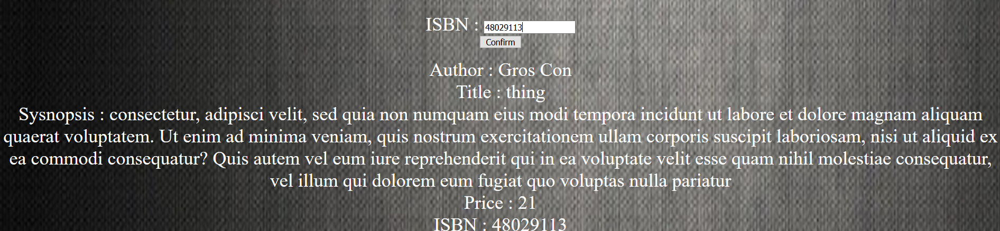 ISBN : 48029113
Confirm
Author : Gros Con
Title : thing
Sysnopsis : consectetur, adipisci velit, sed quia non numquam eius modi tempora incidunt ut labore et dolore magnam aliquam
quaerat voluptatem. Ut enim ad minima veniam, quis nostrum exercitationem ullam corporis suscipit laboriosam, nisi ut aliquid ex
ea commodi consequatur? Quis autem vel eum iure reprehenderit qui in ea voluptate velit esse quam nihil molestiae consequatur,
vel illum qui dolorem eum fugiat quo voluptas nulla pariatur
Price : 21
ISBN : 48029113